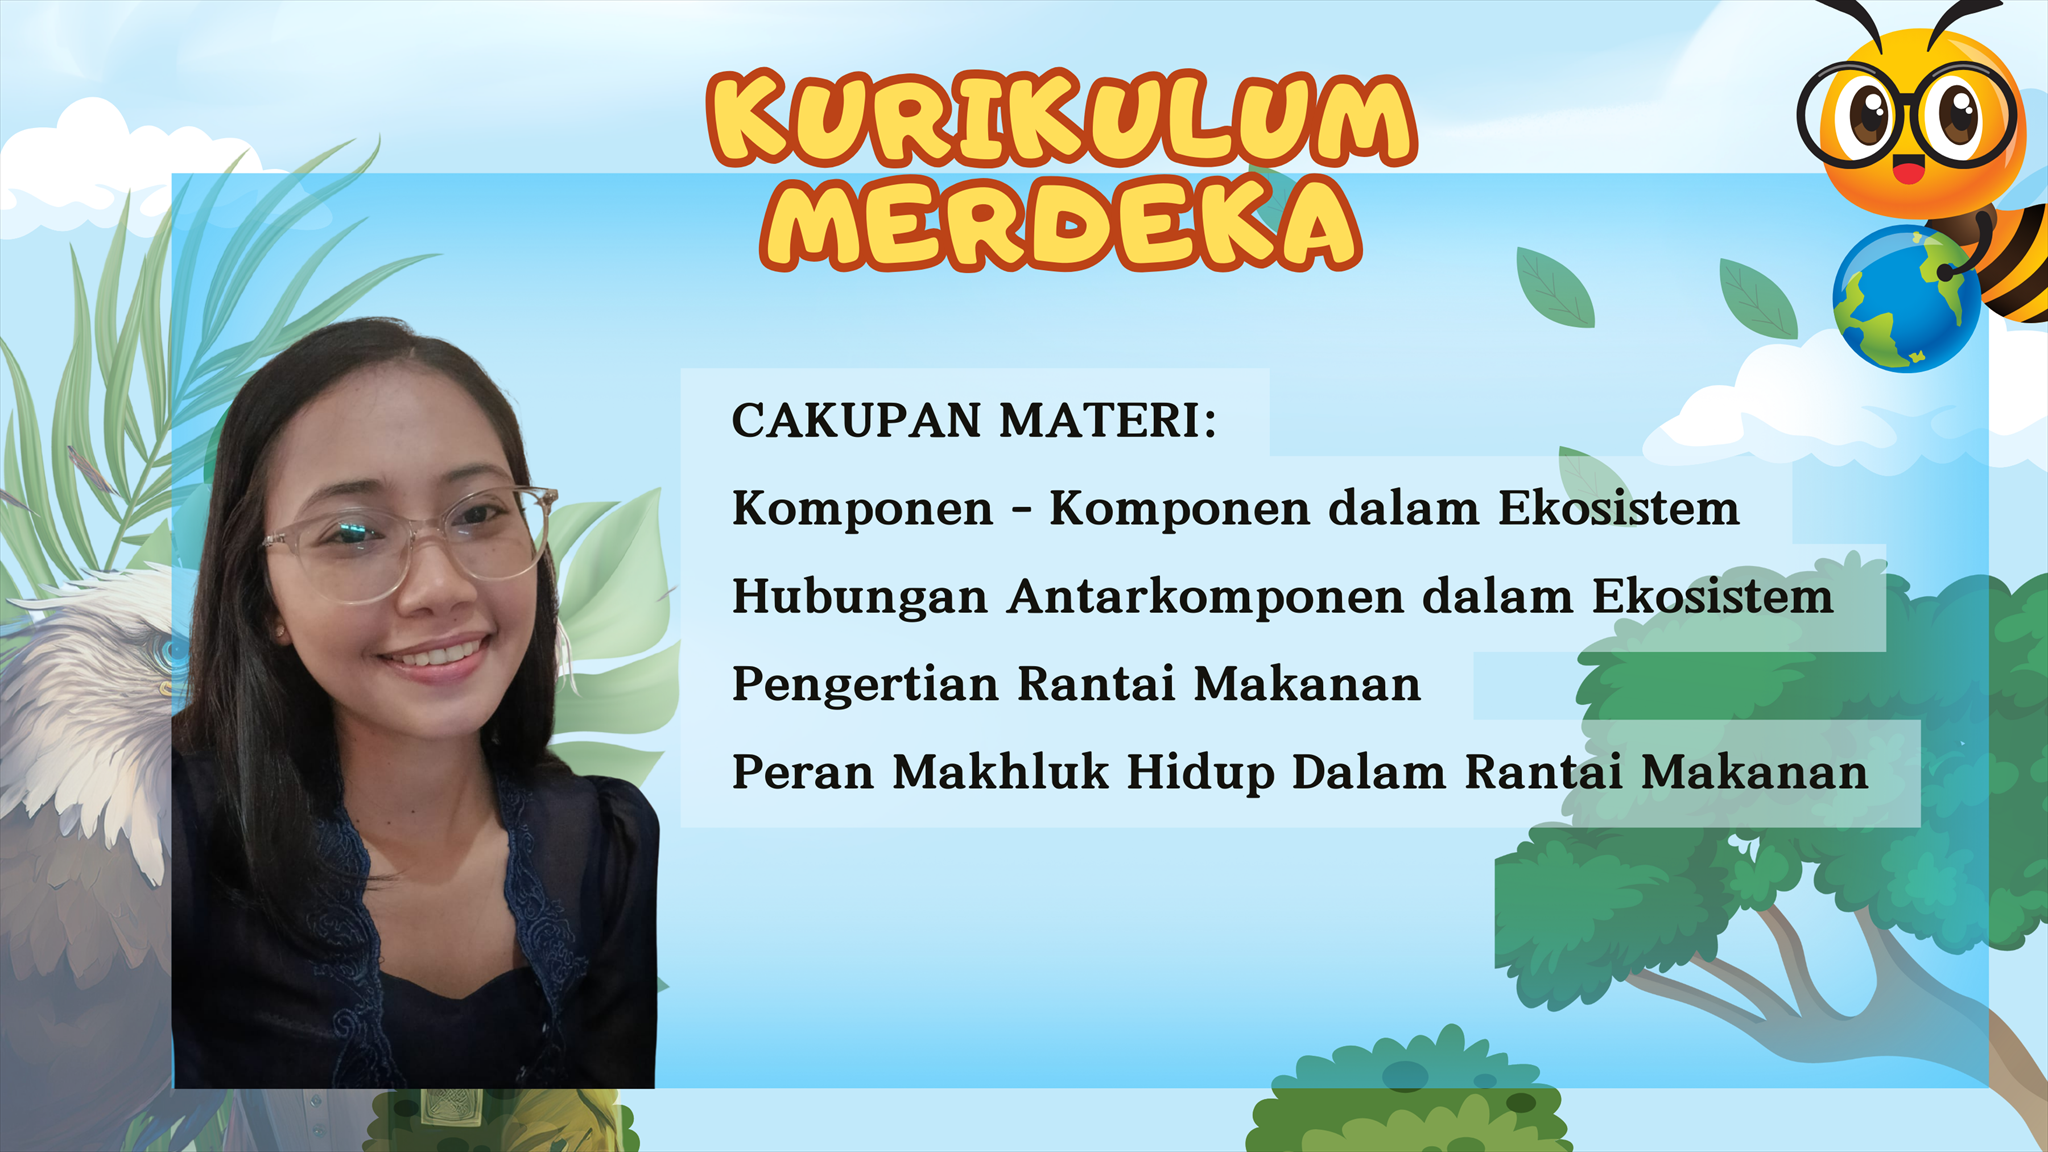 KURIKULUM
MERDEKA
CAKUPAN MATERI:
Komponen - Komponen dalam Ekosistem
Hubungan Antarkomponen dalam Ekosistem
Pengertian Rantai Makanan
Peran Makhluk Hidup Dalam Rantai Makanan